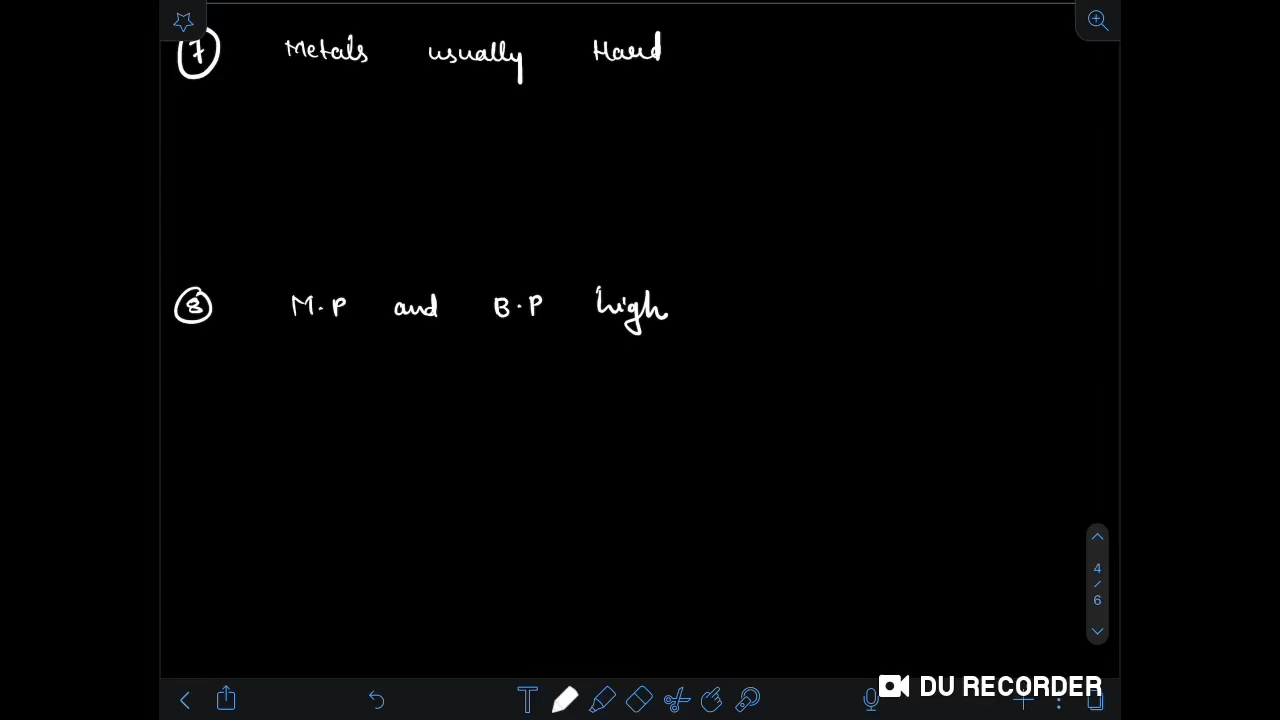 7 Metals usually Hard
8 M.P and B.P high
4
/
6
T
DU RECORDER